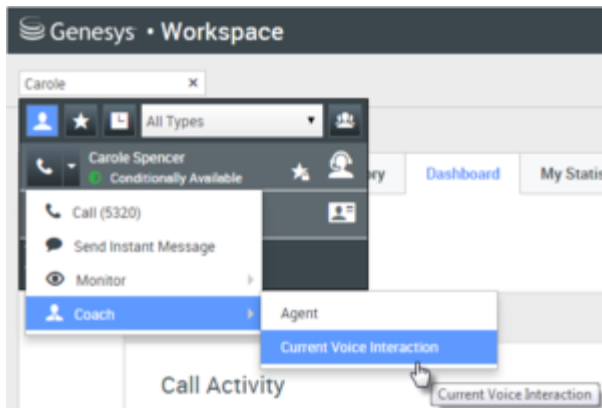 Genesys • Workspace
Carole ×
All Types
Carole Spencer
Conditionally Available
ry Dashboard My Statis
Call (5320)
Send Instant Message
Monitor
Coach Agent
Current Voice Interaction
Call Activity
Current Voice Interaction